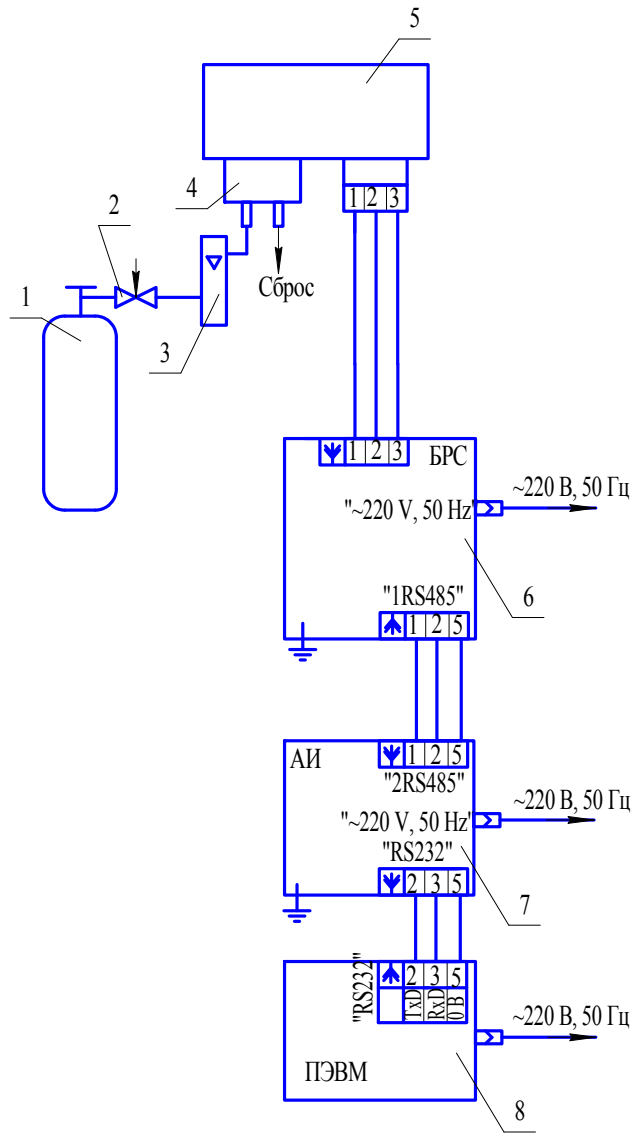 5
4
1 2 3
2
Сброс
1
3
1 2 3
БРС
~220 В, 50 Гц
"~220 V, 50 Hz"
"1RS485"
6
1 2 5
АИ
1 2 5
"2RS485"
~220 В, 50 Гц
"~220 V, 50 Hz"
"RS232"
7
2 3 5
"RS232"
2 3 5
TxD
RxD
0 В
~220 В, 50 Гц
ПЭВМ
8